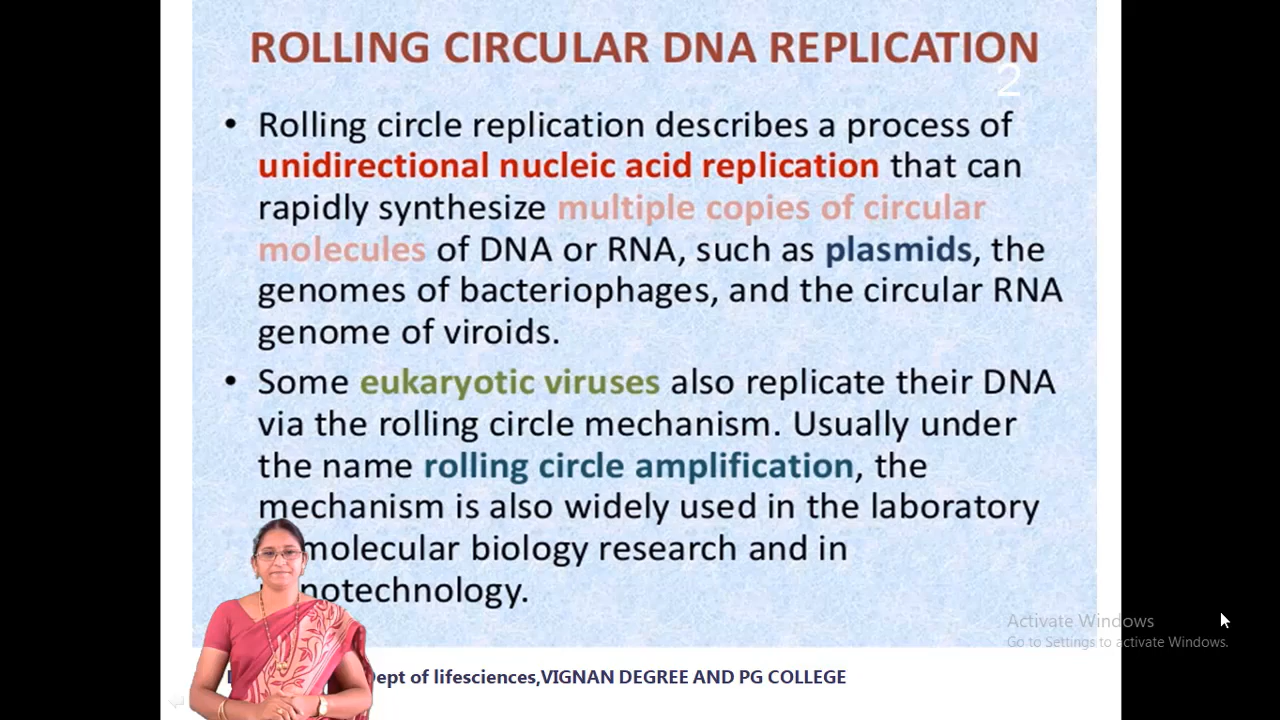 ROLLING CIRCULAR DNA REPLICATION
2
• Rolling circle replication describes a process of
unidirectional nucleic acid replication that can
rapidly synthesize multiple copies of circular
molecules of DNA or RNA, such as plasmids, the
genomes of bacteriophages, and the circular RNA
genome of viroids.
• Some eukaryotic viruses also replicate their DNA
via the rolling circle mechanism. Usually under
the name rolling circle amplification, the
mechanism is also widely used in the laboratory
molecular biology research and in
notechnology.
Activate Windows
Go to Settings to activate Windows.
ept of lifesciences,VIGNAN DEGREE AND PG COLLEGE